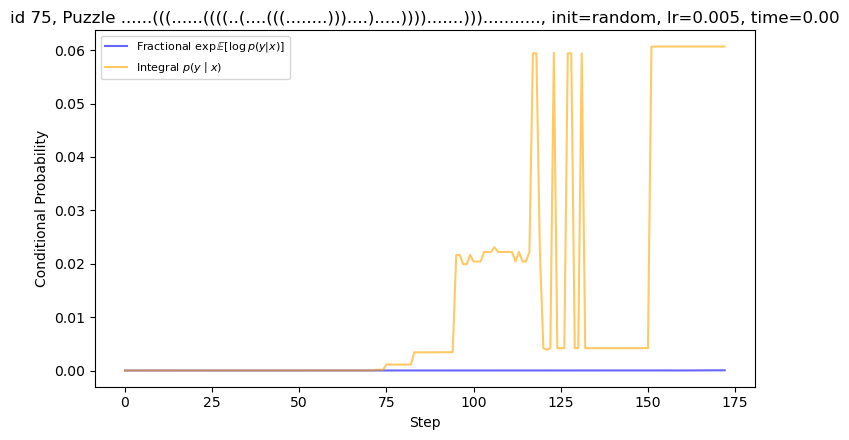 id 75, Puzzle ......(((......((((..(....(((........)))....).....)))).......)))..........., init=random, lr=0.005, time=0.00
Fractional exp𝔼[log p(y|x)]
Integral p(y | x)
Conditional Probability
0.06
0.05
0.04
0.03
0.02
0.01
0.00
0 25 50 75 100 125 150 175
Step